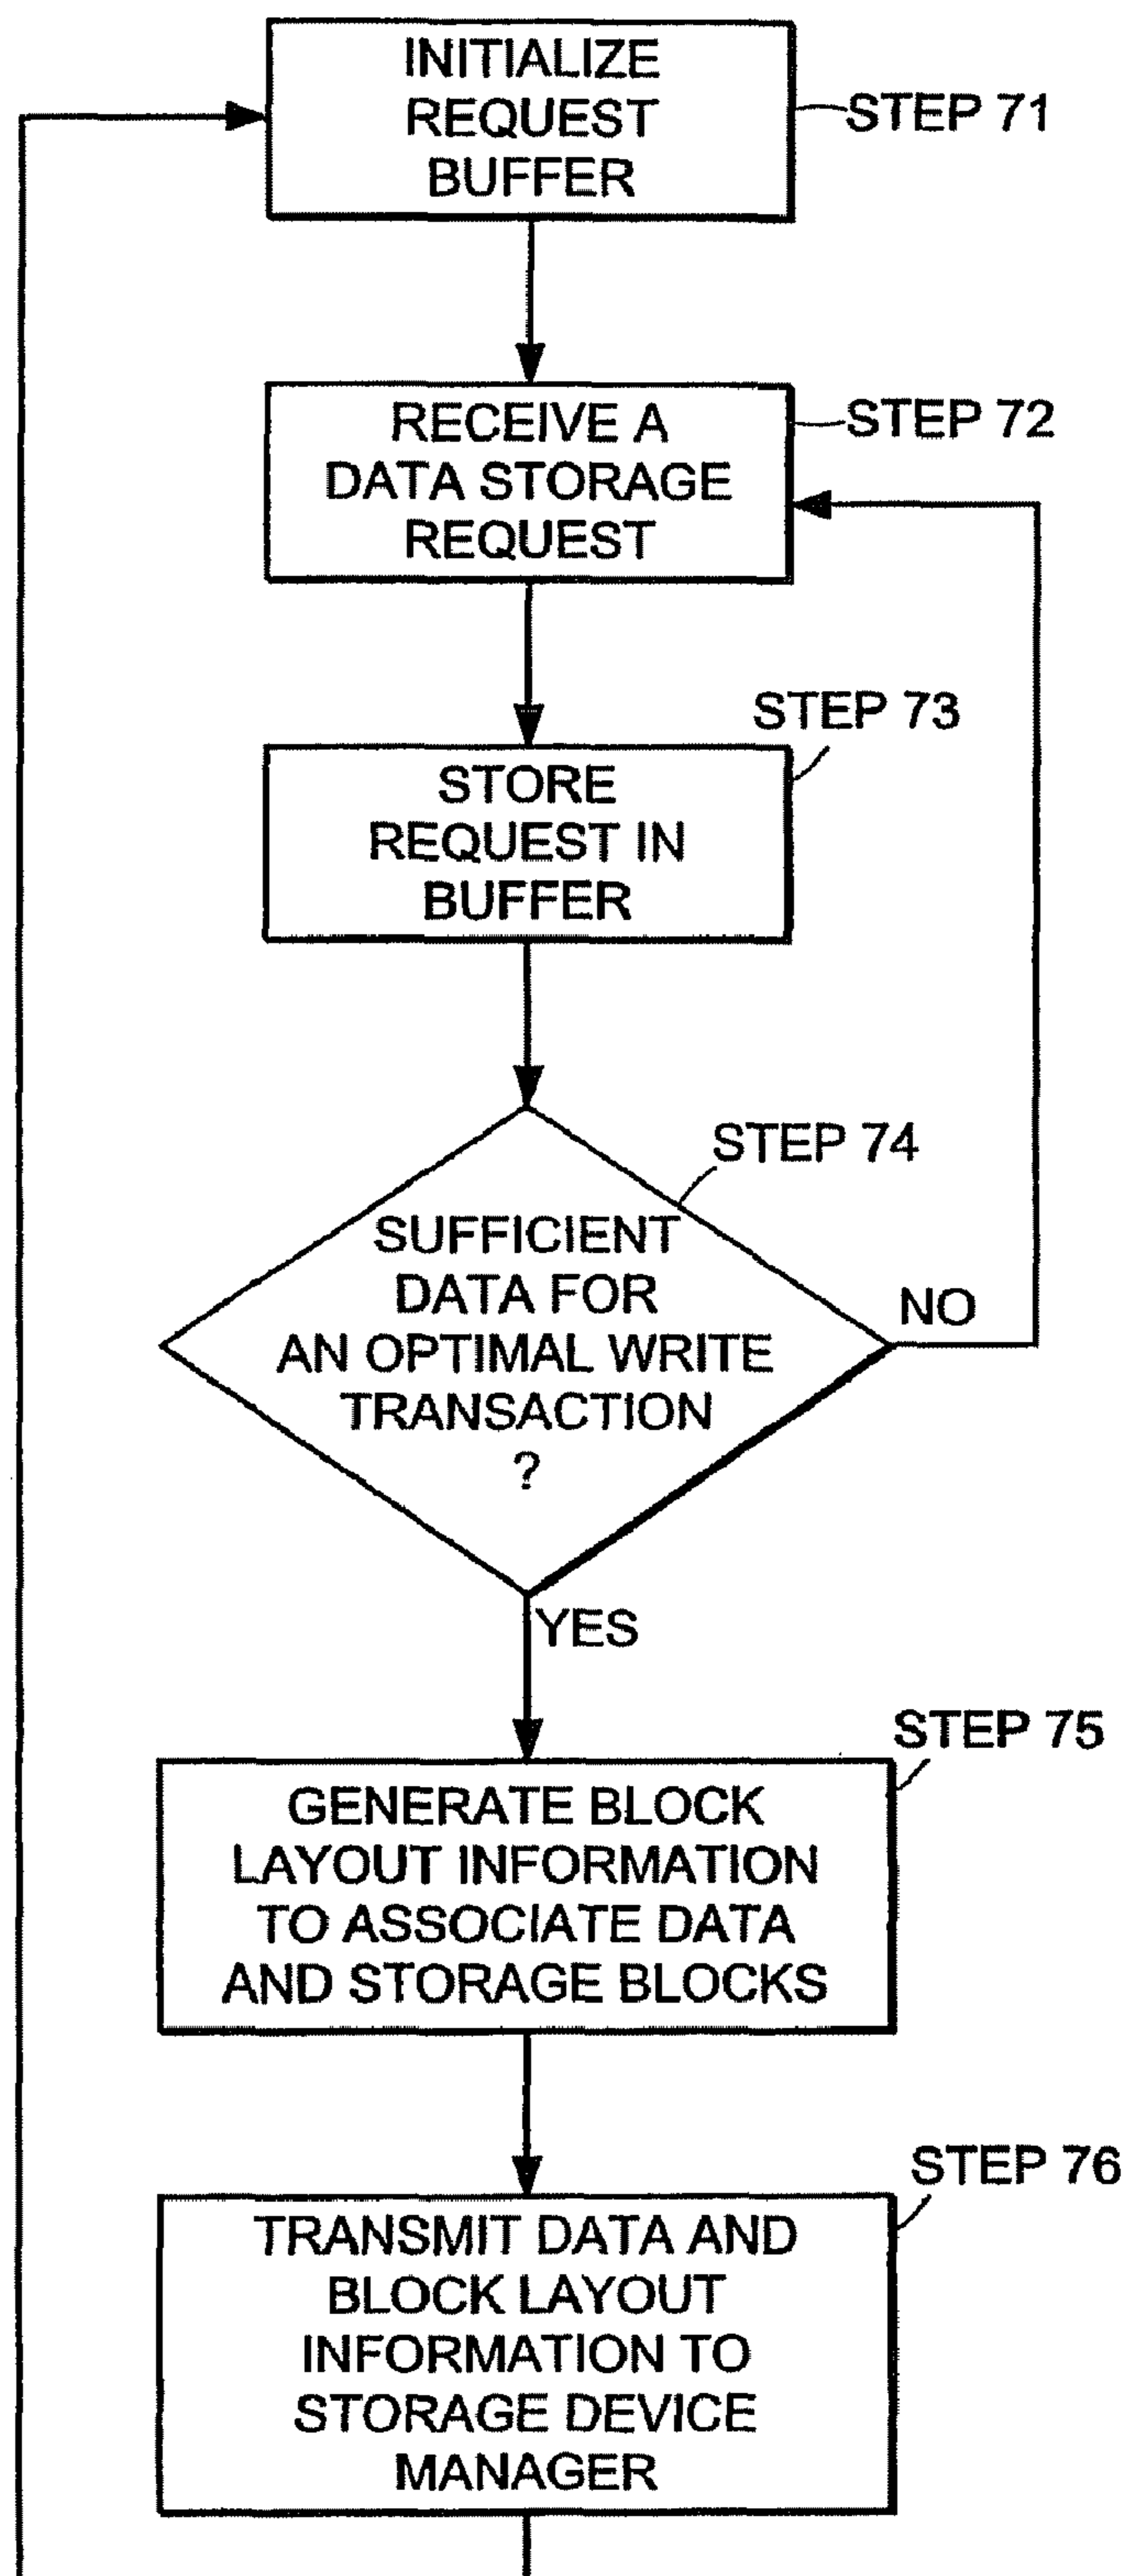 INITIALIZE
REQUEST
BUFFER
STEP 71
RECEIVE A
DATA STORAGE
REQUEST
STEP 72
STEP 73
STORE
REQUEST IN
BUFFER
STEP 74
SUFFICIENT
DATA FOR
AN OPTIMAL WRITE
TRANSACTION
?
NO
YES
STEP 75
GENERATE BLOCK
LAYOUT INFORMATION
TO ASSOCIATE DATA
AND STORAGE BLOCKS
STEP 76
TRANSMIT DATA AND
BLOCK LAYOUT
INFORMATION TO
STORAGE DEVICE
MANAGER